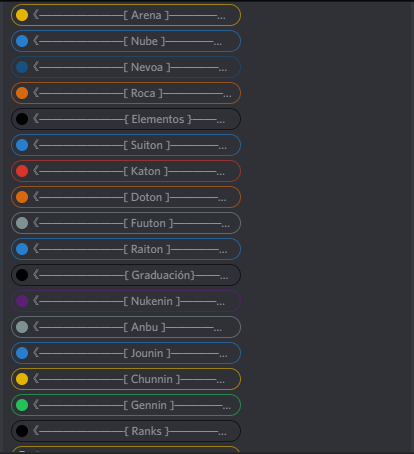 《────────────[ Arena ]───────...
《────────────[ Nube ]───────...
《────────────[ Nevoa ]───────...
《────────────[ Roca ]───────...
《────────────[ Elementos ]─────...
《────────────[ Suiton ]───────...
《────────────[ Katon ]───────...
《────────────[ Doton ]───────...
《────────────[ Fuuton ]───────...
《────────────[ Raiton ]───────...
《────────────[ Graduación}─────...
《────────────[ Nukenin ]──────...
《────────────[ Anbu ]───────...
《────────────[ Jounin ]───────...
《────────────[ Chunnin ]──────...
《────────────[ Gennin ]───────...
《────────────[ Ranks ]───────...